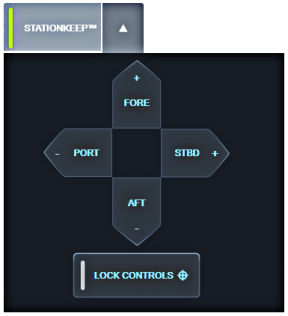 STATIONKEEP™
+
FORE
- PORT
STBD +
AFT
-
LOCK CONTROLS